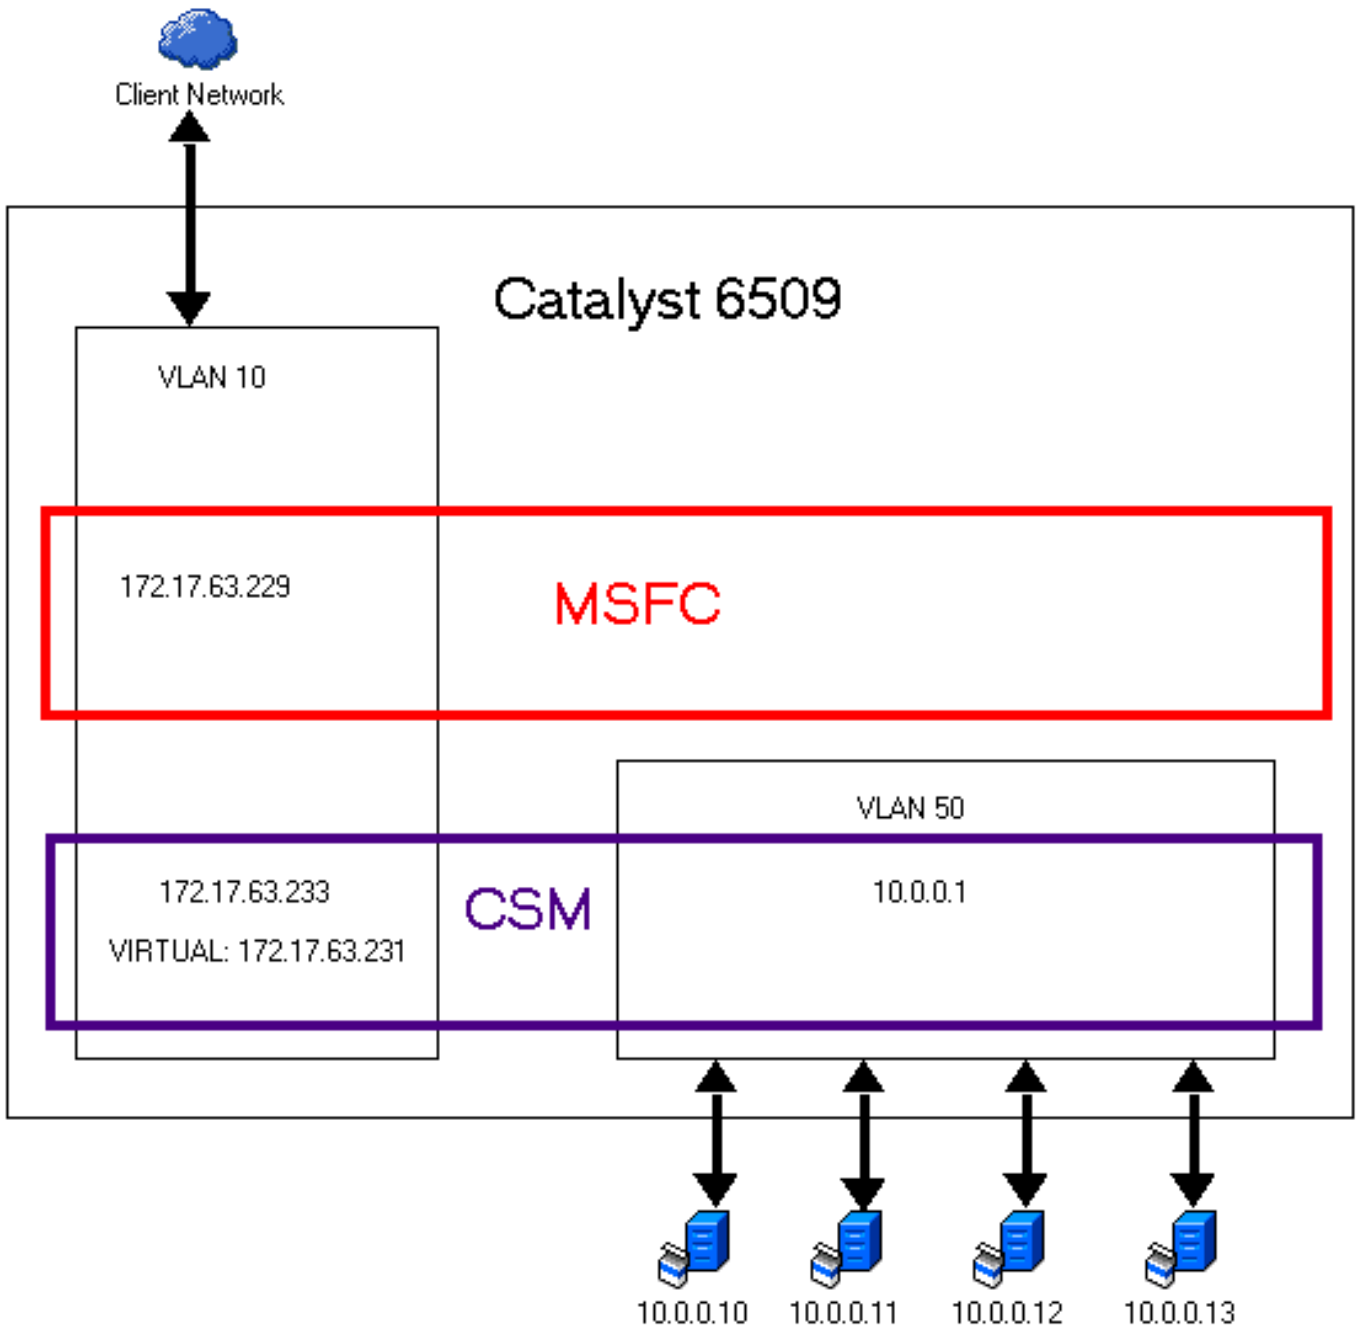 Client Network
Catalyst 6509
VLAN 10
172.17.63.229
MSFC
VLAN 50
172.17.63.233
CSM
10.0.0.1
VIRTUAL: 172.17.63.231
10.0.0.10
10.0.0.11
10.0.0.12
10.0.0.13